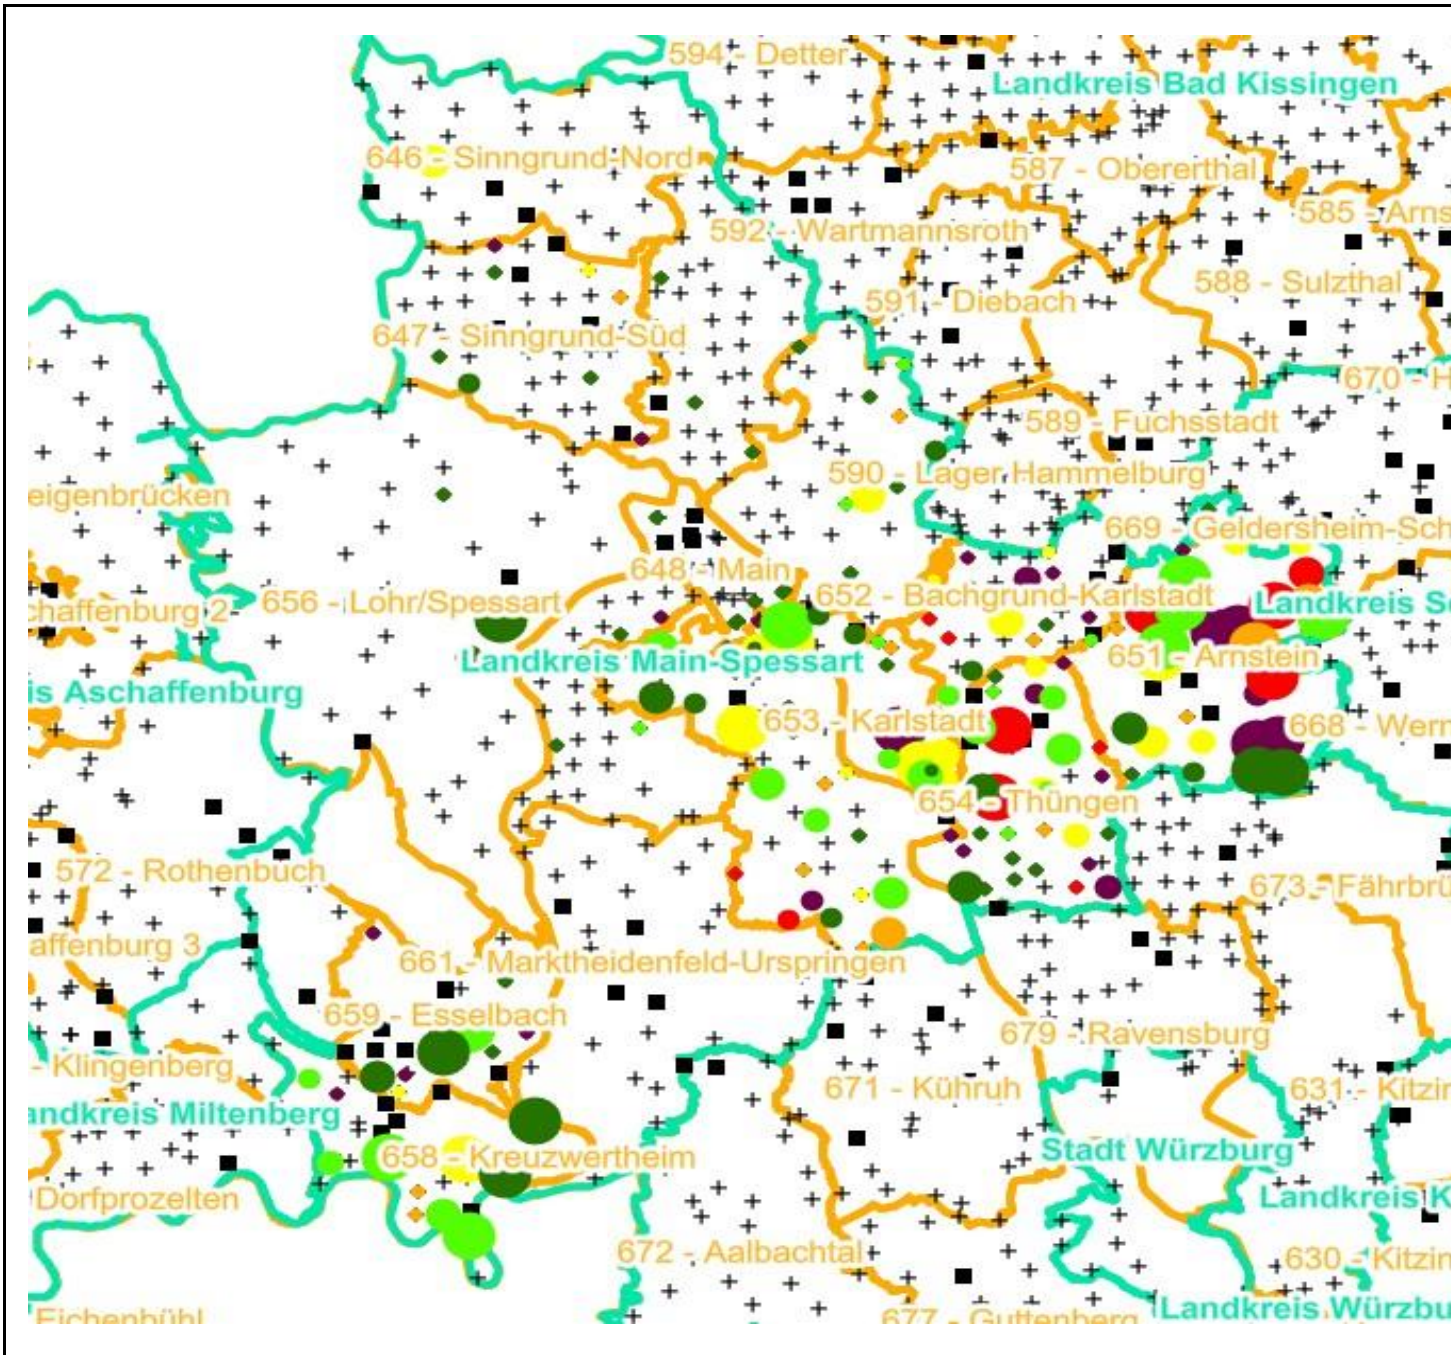 594 - Detter
Landkreis Bad Kissingen
646 - Sinngrund-Nord
587 - Obererthal
585 - Arns
592 - Wartmannsroth
588 - Sulzthal
591 - Diebach
647 - Sinngrund-Süd
670 - H
589 - Fuchsstadt
590 - Lager Hammelburg
eigenbrücken
669 - Geldersheim-Sch
648 - Main
652 - Bachgrund-Karlstadt
chaffenburg 2
656 - Lohr/Spessart
Landkreis S
651 - Arnstein
Landkreis Main-Spessart
is Aschaffenburg
653 - Karlstadt
668 - Wern
654 - Thüngen
572 - Rothenbuch
673 - Fährbrü
affenburg 3
661 - Marktheidenfeld-Urspringen
659 - Esselbach
679 - Ravensburg
- Klingenberg
671 - Kühruh
631 - Kitzin
andkreis Miltenberg
Stadt Würzburg
658 - Kreuzwertheim
Dorfprozelten
Landkreis K
672 - Aalbachtal
630 - Kitzin
Landkreis Würzbu
Eichenbühl
677 - Guttenberg